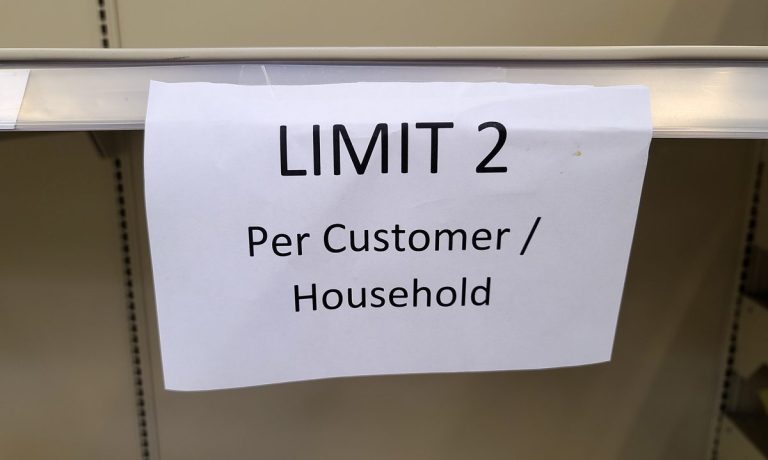 LIMIT 2
Per Customer /
Household